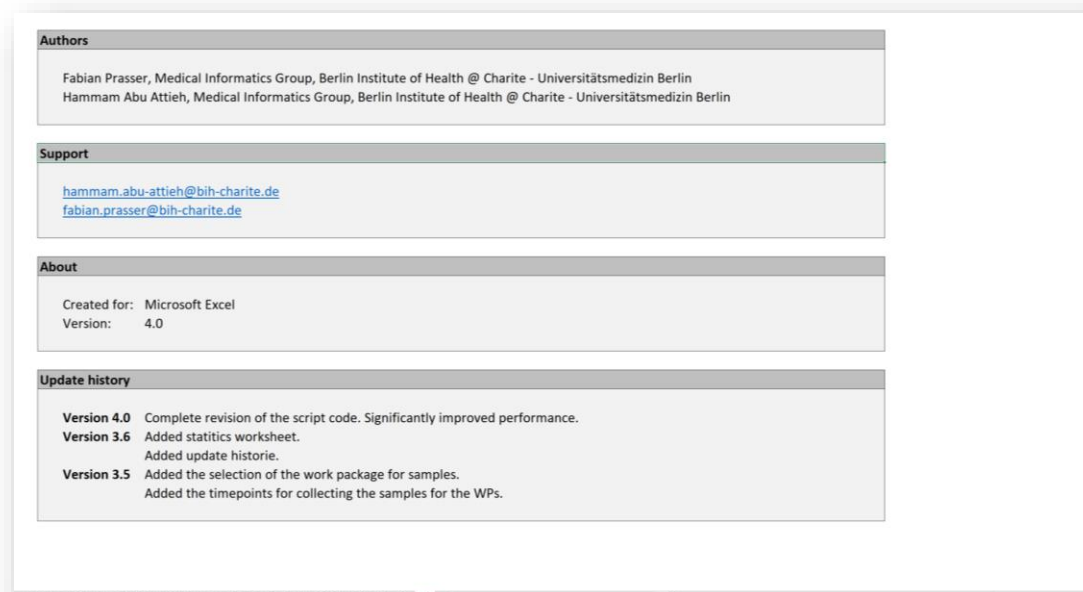 Authors
Fabian Prasser, Medical Informatics Group, Berlin Institute of Health @ Charite - Universitätsmedizin Berlin
Hammam Abu Attieh, Medical Informatics Group, Berlin Institute of Health @ Charite - Universitätsmedizin Berlin
Support
hammam.abu-attieh@bih-charite.de
fabian.prasser@bih-charite.de
About
Created for: Microsoft Excel
Version: 4.0
Update history
Version 4.0 Complete revision of the script code. Significantly improved performance.
Version 3.6 Added statitics worksheet.
Added update historie.
Version 3.5 Added the selection of the work package for samples.
Added the timepoints for collecting the samples for the WPs.